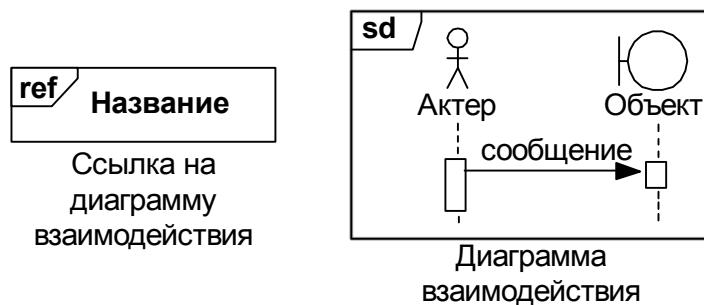 ref
Название
Ссылка на
диаграмму
взаимодействия
sd
Актер
Объект
сообщение
Диаграмма
взаимодействия